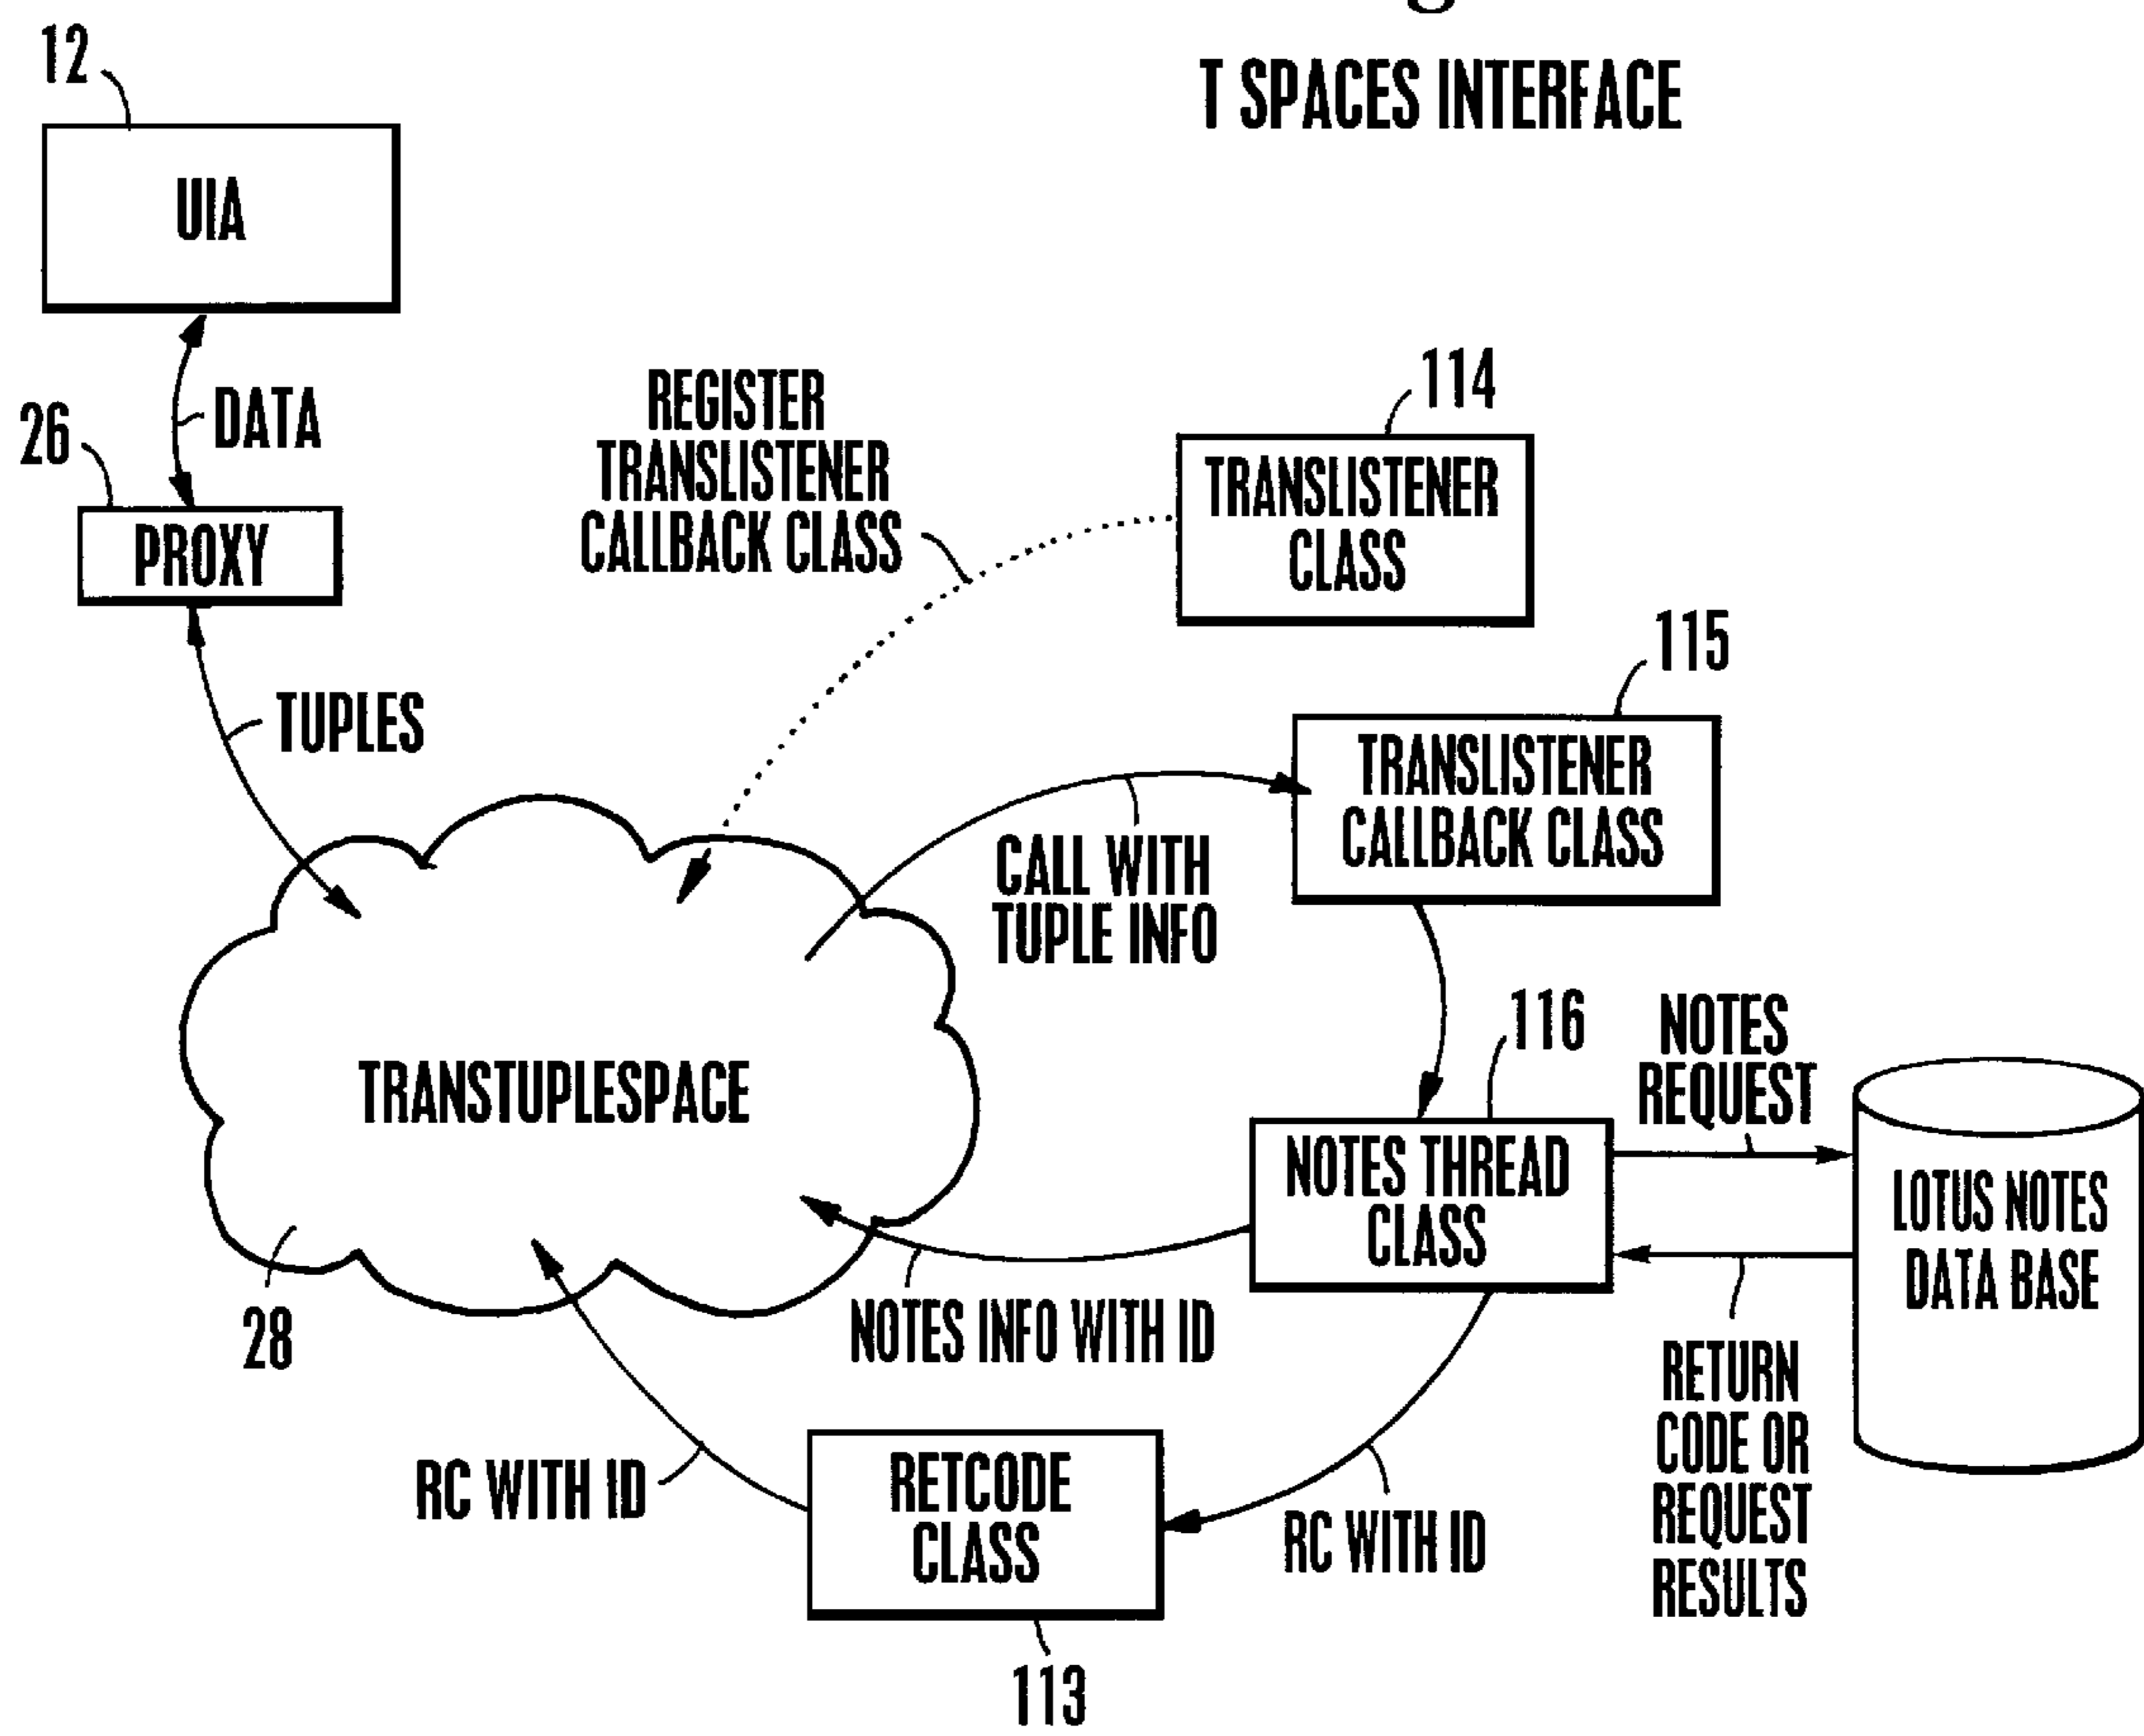 T SPACES INTERFACE
12
UIA
DATA
26
PROXY
TUPLES
REGISTER
TRANSLISTENER
CALLBACK CLASS
114
TRANSLISTENER
CLASS
115
TRANSLISTENER
CALLBACK CLASS
CALL WITH
TUPLE INFO
TRANSTUPLESPACE
28
116
NOTES THREAD
CLASS
NOTES
REQUEST
LOTUS NOTES
DATA BASE
RETURN
CODE OR
REQUEST
RESULTS
NOTES INFO WITH ID
RC WITH ID
RETCODE
CLASS
RC WITH ID
113